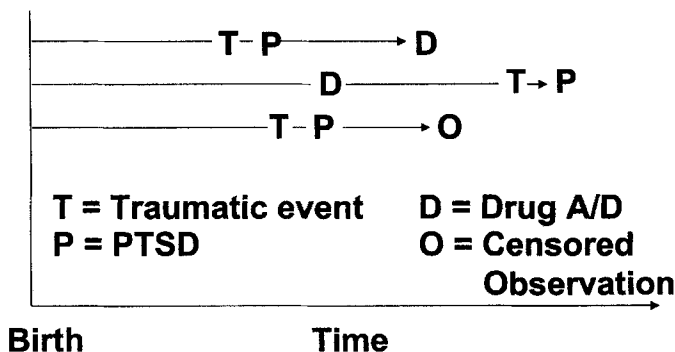 T P D
D T P
T P O
T = Traumatic event D = Drug A/D
P = PTSD O = Censored
Observation
Birth Time